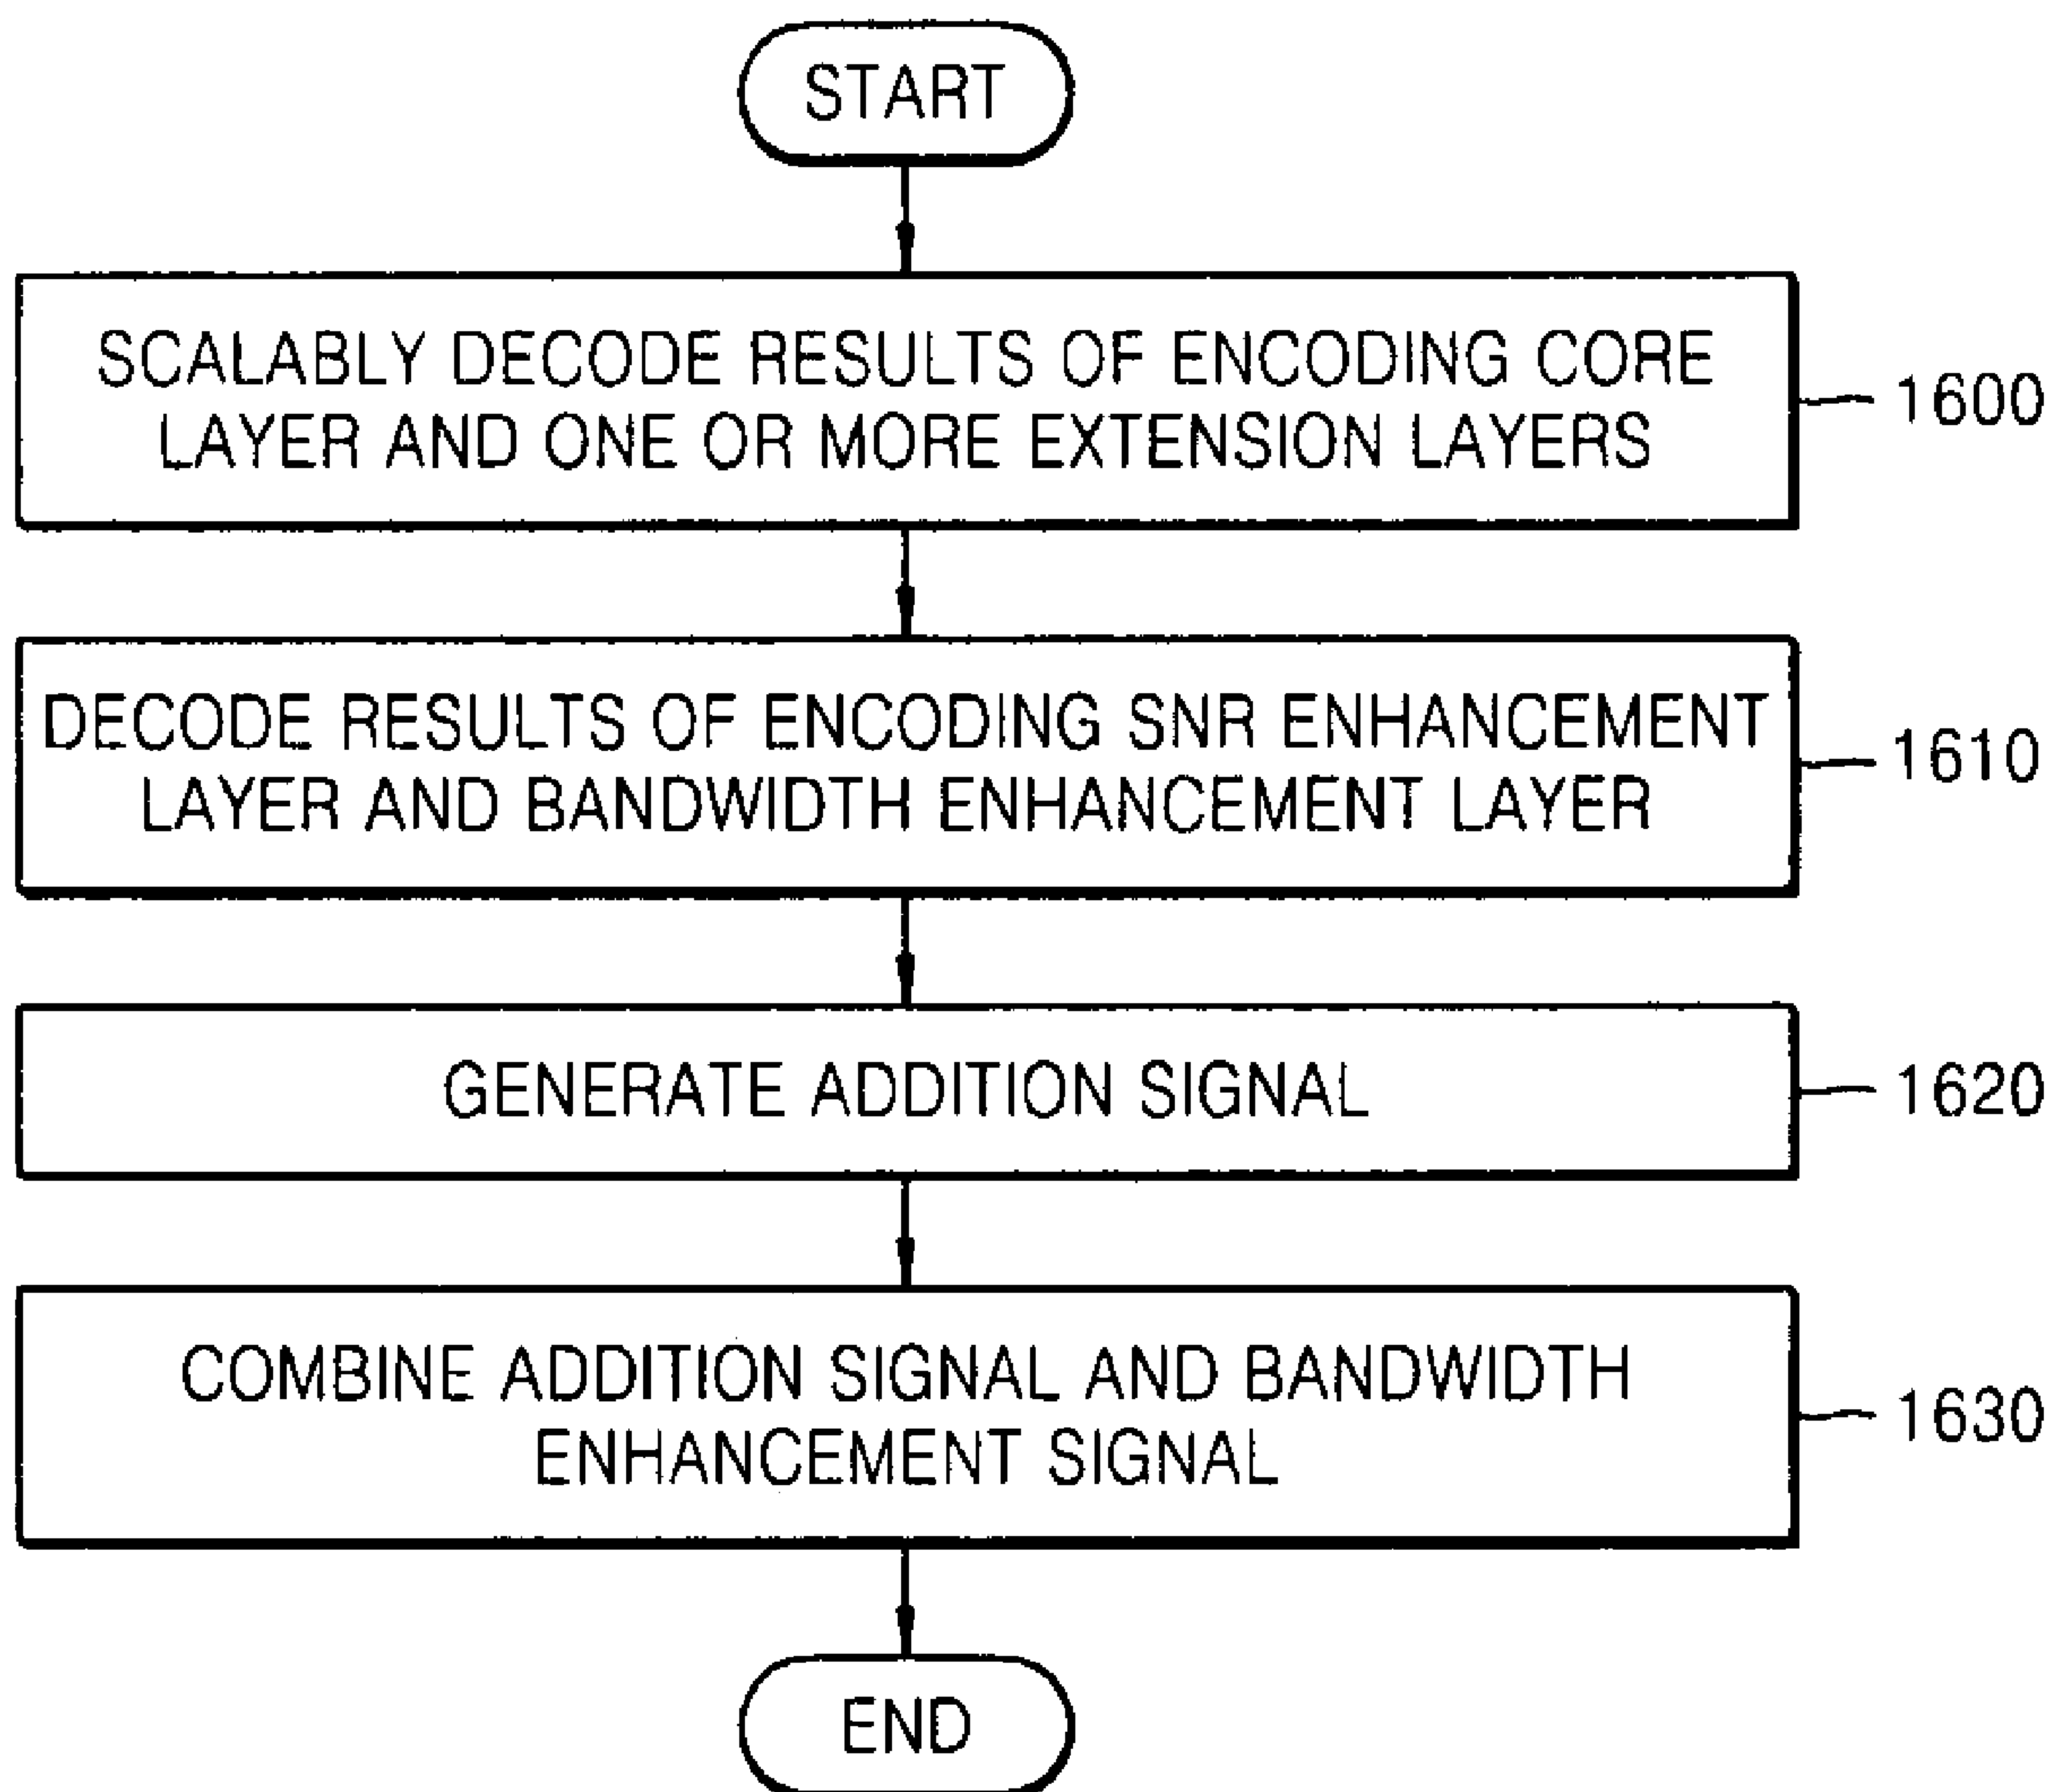 START
SCALABLY DECODE RESULTS OF ENCODING CORE
LAYER AND ONE OR MORE EXTENSION LAYERS
1600
DECODE RESULTS OF ENCODING SNR ENHANCEMENT
LAYER AND BANDWIDTH ENHANCEMENT LAYER
1610
GENERATE ADDITION SIGNAL
1620
COMBINE ADDITION SIGNAL AND BANDWIDTH
ENHANCEMENT SIGNAL
1630
END